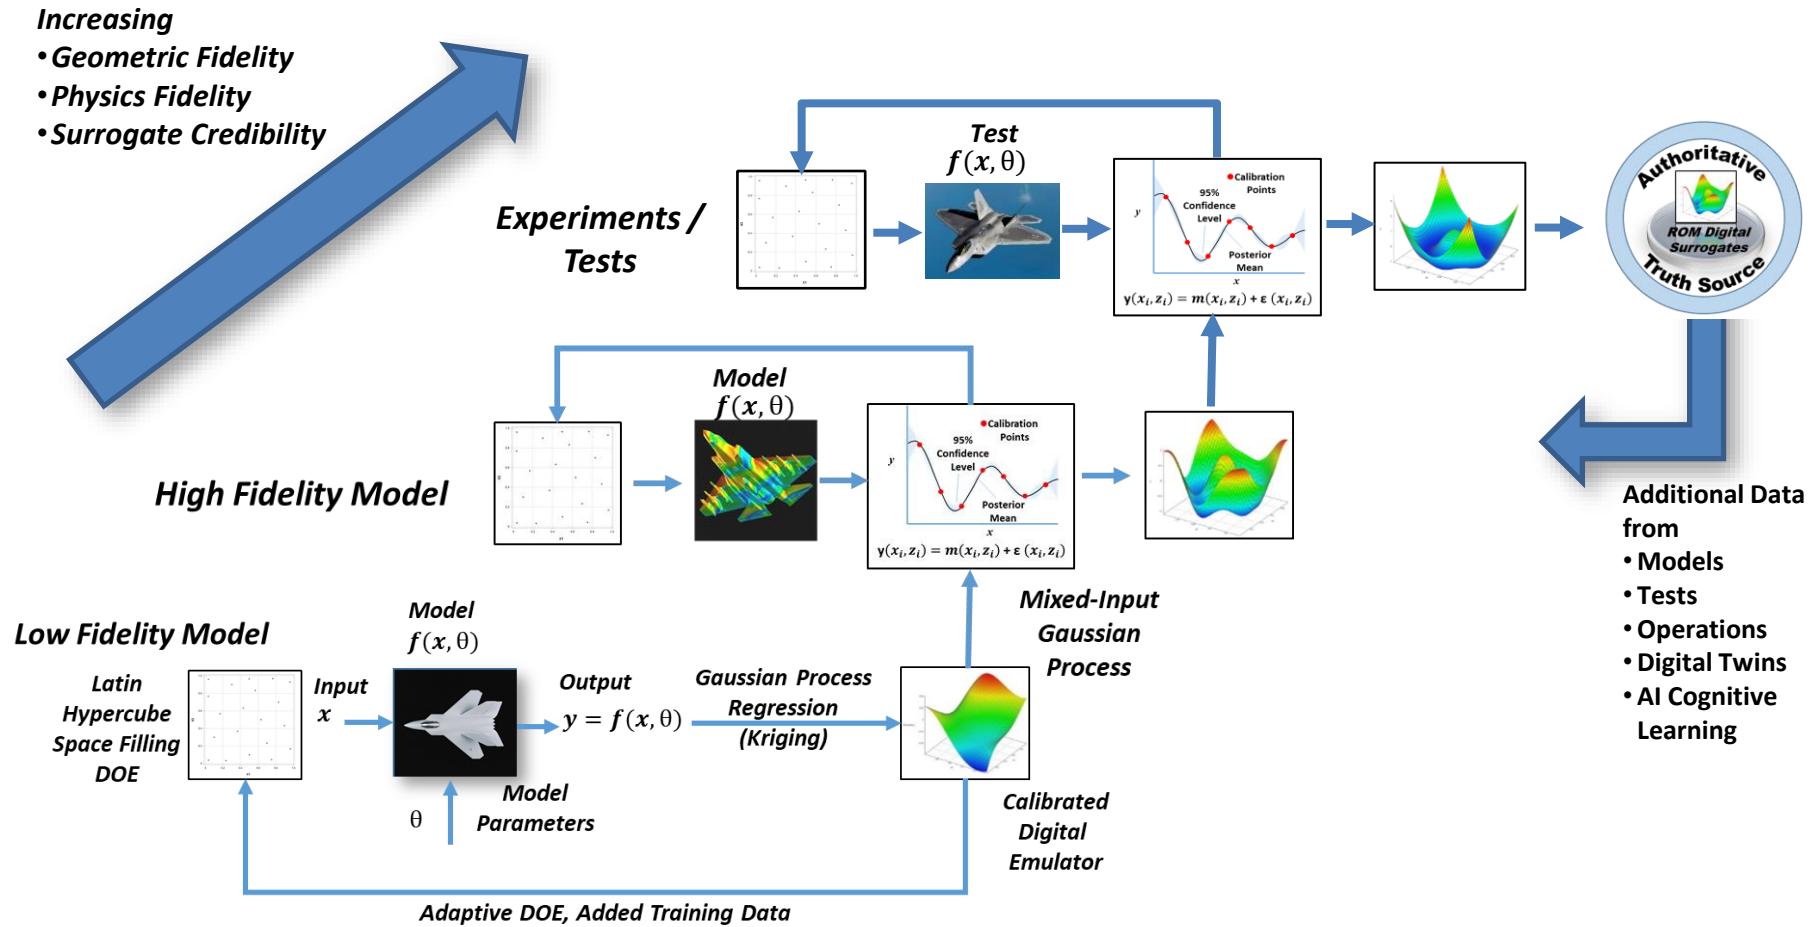 Increasing
•Geometric Fidelity
•Physics Fidelity
•Surrogate Credibility
Test
f(x, θ)
Experiments /
Tests
Calibration
Points
95%
Confidence
Level
y
Posterior
Mean
x
y(xᵢ,zᵢ) = m(xᵢ,zᵢ) + ε (xᵢ,zᵢ)
Authoritative
ROM Digital
Surrogates
Truth Source
Model
f(x, θ)
High Fidelity Model
Calibration
Points
95%
Confidence
Level
y
Posterior
Mean
x
y(xᵢ,zᵢ) = m(xᵢ,zᵢ) + ε (xᵢ,zᵢ)
Additional Data
from
• Models
• Tests
• Operations
• Digital Twins
• AI Cognitive
Learning
Mixed-Input
Gaussian
Process
Low Fidelity Model
Model
f(x, θ)
Latin
Hypercube
Space Filling
DOE
Input
x
Output
y = f(x, θ)
Gaussian Process
Regression
(Kriging)
θ
Model
Parameters
Calibrated
Digital
Emulator
Adaptive DOE, Added Training Data